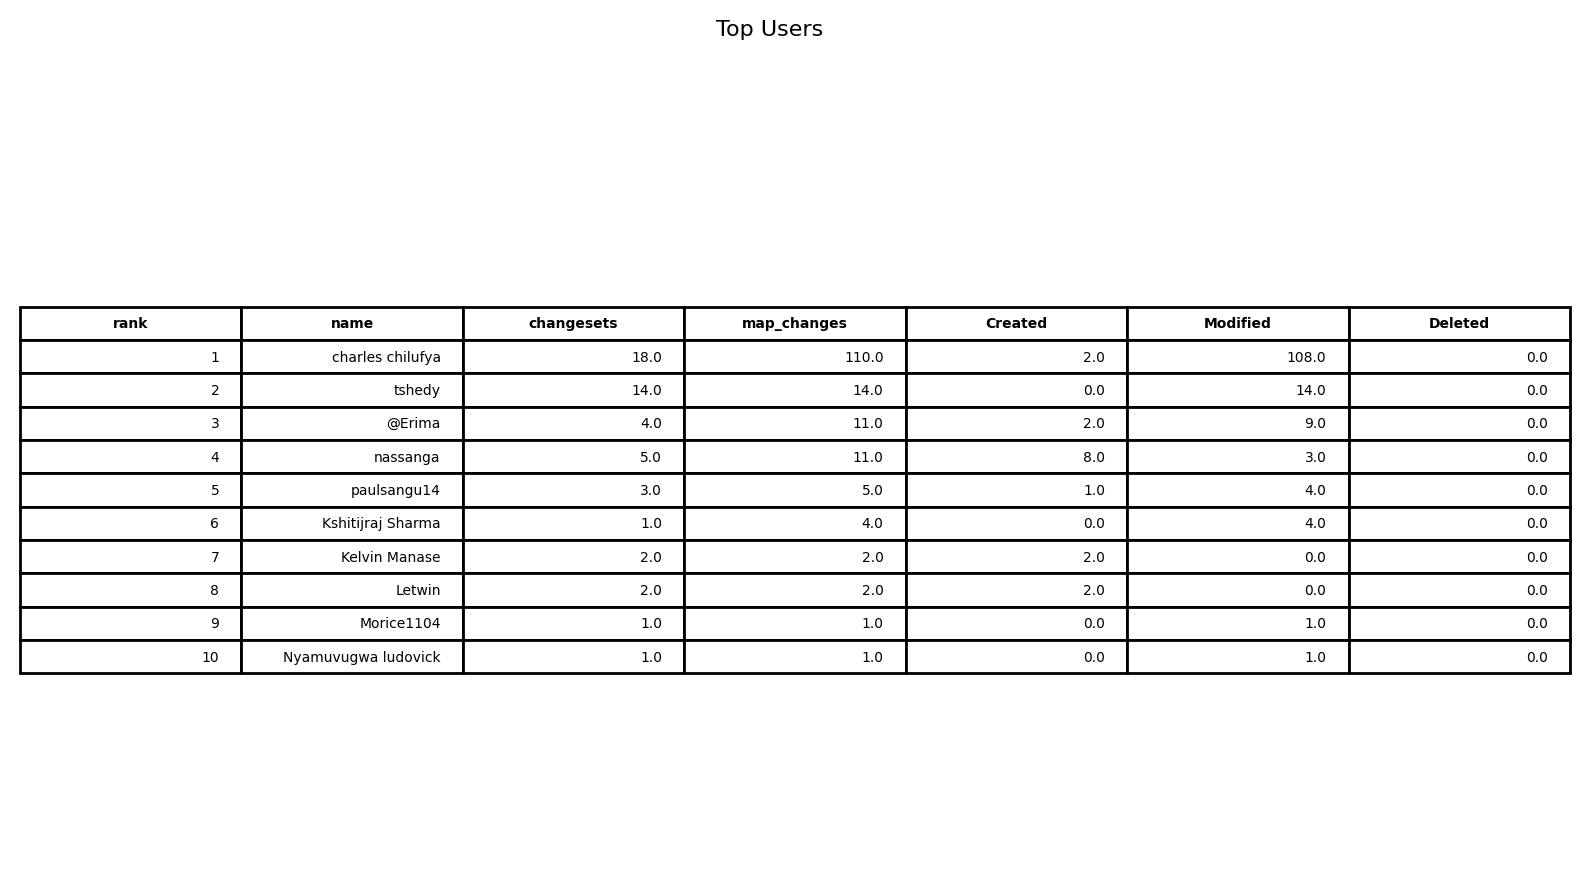 Top Users
rank name changesets map_changes Created Modified Deleted
1 charles chilufya 18.0 110.0 2.0 108.0 0.0
2 tshedy 14.0 14.0 0.0 14.0 0.0
3 @Erima 4.0 11.0 2.0 9.0 0.0
4 nassanga 5.0 11.0 8.0 3.0 0.0
5 paulsangu14 3.0 5.0 1.0 4.0 0.0
6 Kshitijraj Sharma 1.0 4.0 0.0 4.0 0.0
7 Kelvin Manase 2.0 2.0 2.0 0.0 0.0
8 Letwin 2.0 2.0 2.0 0.0 0.0
9 Morice1104 1.0 1.0 0.0 1.0 0.0
10 Nyamuvugwa ludovick 1.0 1.0 0.0 1.0 0.0